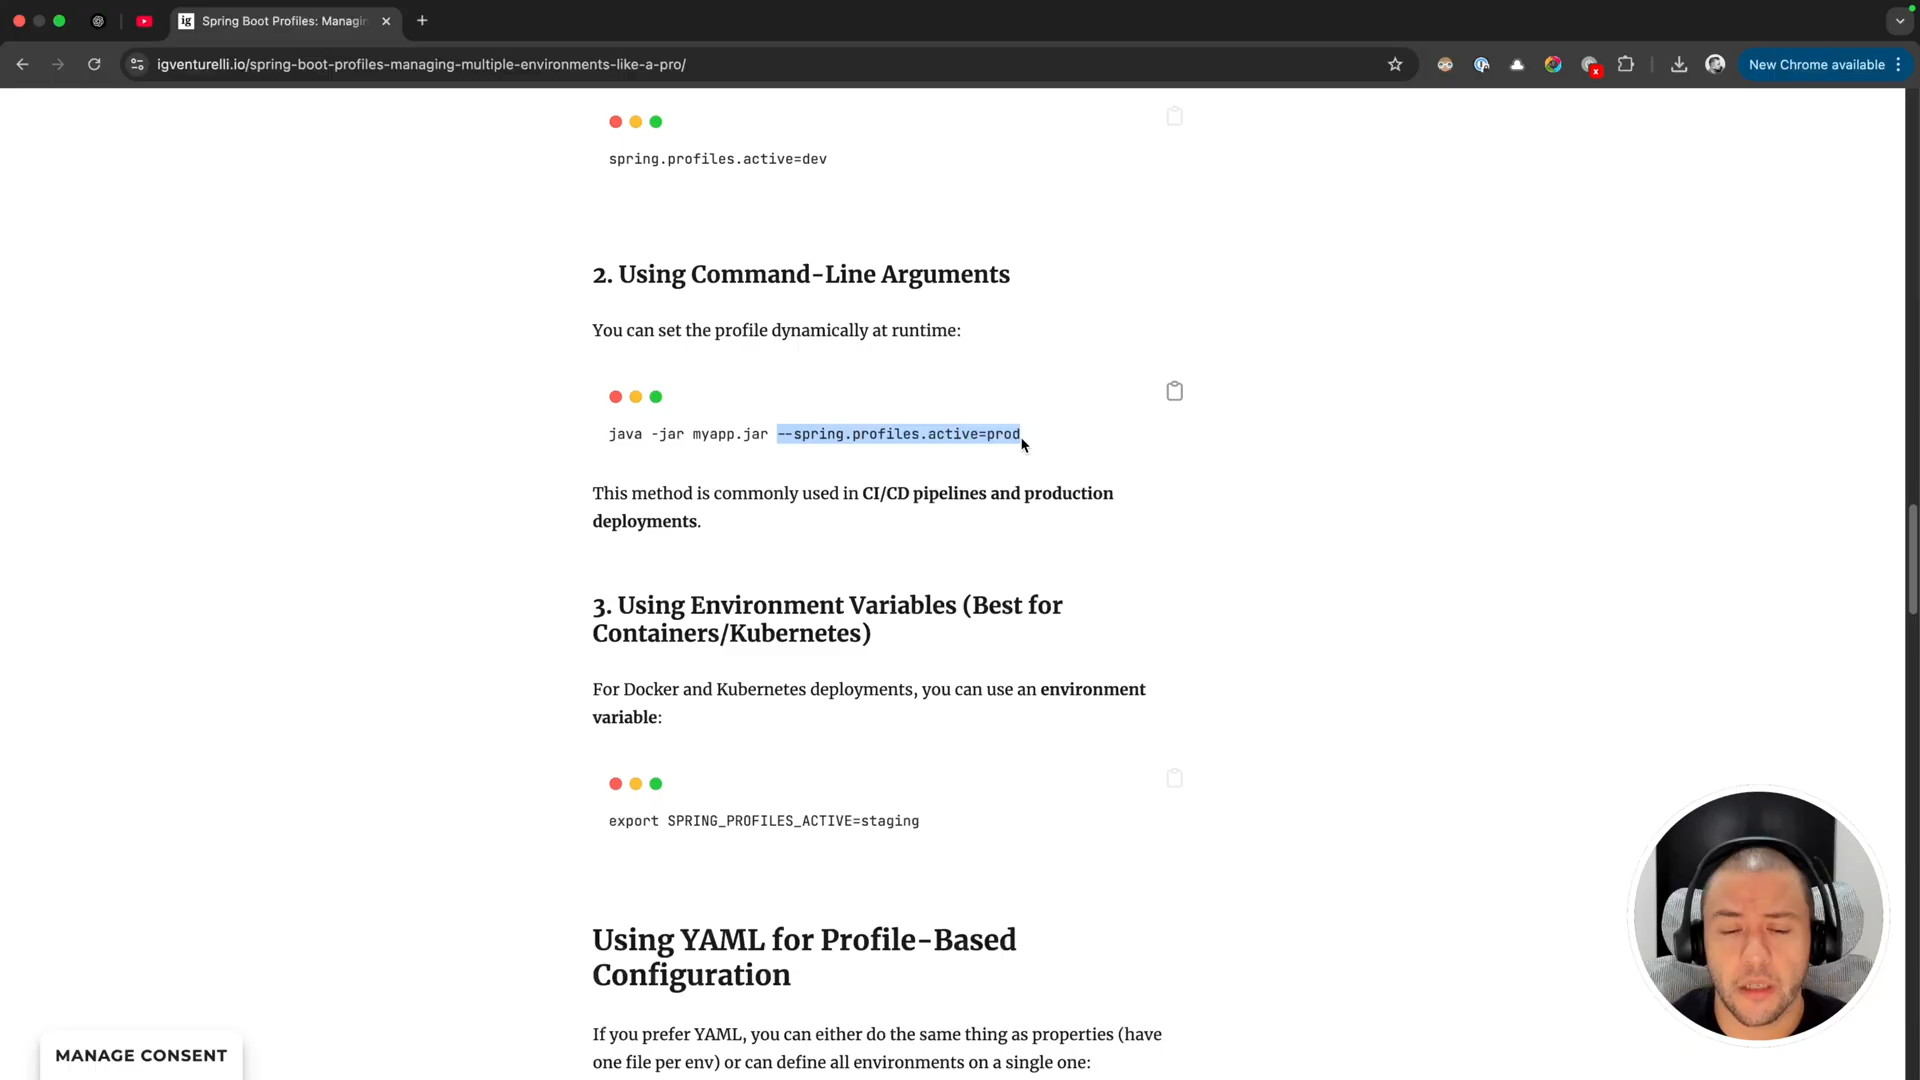 ig Spring Boot Profiles: Managin
igventurelli.io/spring-boot-profiles-managing-multiple-environments-like-a-pro/
New Chrome available
spring.profiles.active=dev
2. Using Command-Line Arguments
You can set the profile dynamically at runtime:
java -jar myapp.jar --spring.profiles.active=prod
This method is commonly used in CI/CD pipelines and production
deployments.
3. Using Environment Variables (Best for
Containers/Kubernetes)
For Docker and Kubernetes deployments, you can use an environment
variable:
export SPRING_PROFILES_ACTIVE=staging
Using YAML for Profile-Based
Configuration
If you prefer YAML, you can either do the same thing as properties (have
one file per env) or can define all environments on a single one:
MANAGE CONSENT